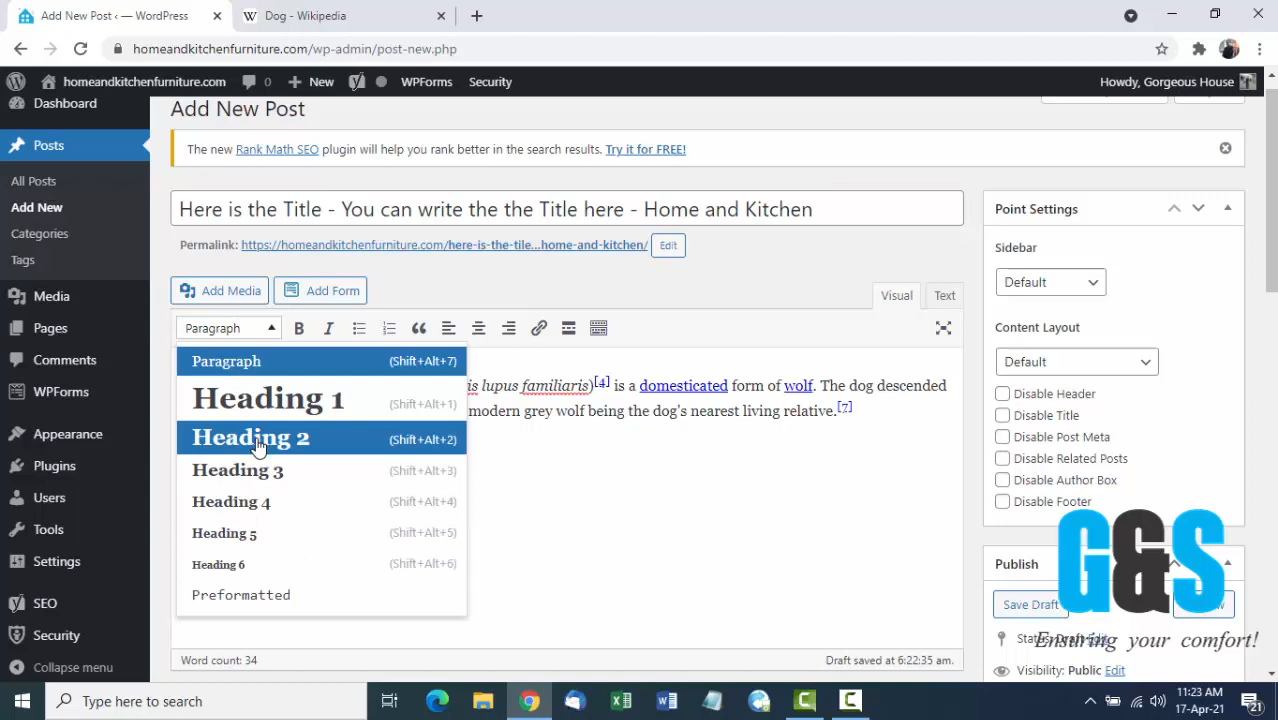 Add New Post ‹ — WordPress
Dog - Wikipedia
homeandkitchenfurniture.com/wp-admin/post-new.php
homeandkitchenfurniture.com 0 New WPForms Security Howdy, Gorgeous House
Dashboard
Posts
All Posts
Add New
Categories
Tags
Media
Pages
Comments
WPForms
Appearance
Plugins
Users
Tools
Settings
SEO
Security
Collapse menu
Add New Post
The new Rank Math SEO plugin will help you rank better in the search results. Try it for FREE!
Here is the Title - You can write the the Title here - Home and Kitchen
Permalink: https://homeandkitchenfurniture.com/here-is-the-tile...home-and-kitchen/ Edit
Add Media Add Form Visual Text
Paragraph B I
Paragraph (Shift+Alt+7)
Heading 1 (Shift+Alt+1)
Heading 2 (Shift+Alt+2)
Heading 3 (Shift+Alt+3)
Heading 4 (Shift+Alt+4)
Heading 5 (Shift+Alt+5)
Heading 6 (Shift+Alt+6)
Preformatted
is lupus familiaris)[4] is a domesticated form of wolf. The dog descended
modern grey wolf being the dog's nearest living relative.[7]
Word count: 34 Draft saved at 6:22:35 am.
Point Settings
Sidebar
Default
Content Layout
Default
Disable Header
Disable Title
Disable Post Meta
Disable Related Posts
Disable Author Box
Disable Footer
Publish
Save Draft
Status: Draft Edit
Visibility: Public Edit
G&S
Ensuring your comfort!
Type here to search
11:23 AM
17-Apr-21
21